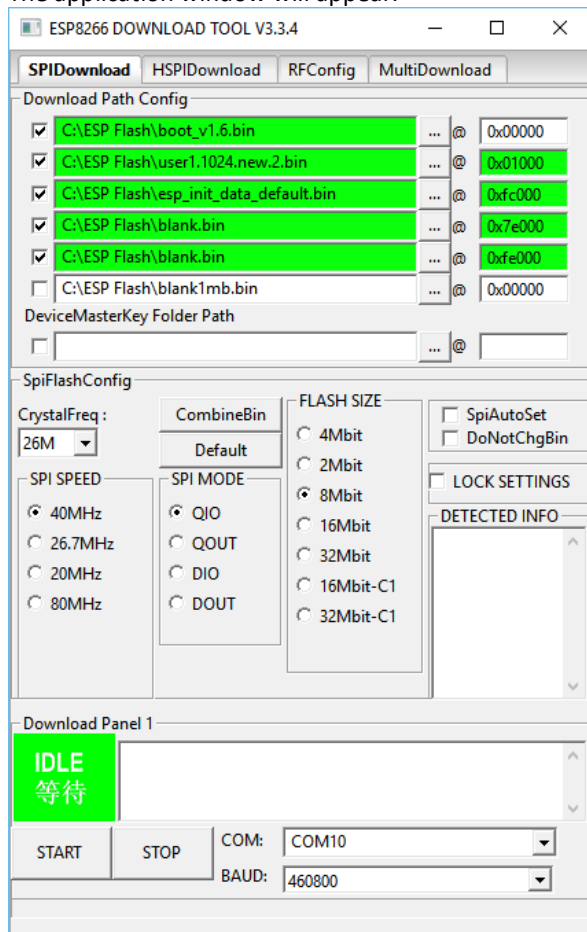 The application window will appear:
ESP8266 DOWNLOAD TOOL V3.3.4
SPIDownload HSPIDownload RFConfig MultiDownload
Download Path Config
C:\ESP Flash\boot_v1.6.bin ... @ 0x00000
C:\ESP Flash\user1.1024.new.2.bin ... @ 0x01000
C:\ESP Flash\esp_init_data_default.bin ... @ 0xfc000
C:\ESP Flash\blank.bin ... @ 0x7e000
C:\ESP Flash\blank.bin ... @ 0xfe000
C:\ESP Flash\blank1mb.bin ... @ 0x00000
DeviceMasterKey Folder Path
... @
SpiFlashConfig
CrystalFreq :
26M
CombineBin
Default
SPI SPEED
40MHz
26.7MHz
20MHz
80MHz
SPI MODE
QIO
QOUT
DIO
DOUT
FLASH SIZE
4Mbit
2Mbit
8Mbit
16Mbit
32Mbit
16Mbit-C1
32Mbit-C1
SpiAutoSet
DoNotChgBin
LOCK SETTINGS
DETECTED INFO
Download Panel 1
IDLE
等待
START STOP
COM: COM10
BAUD: 460800